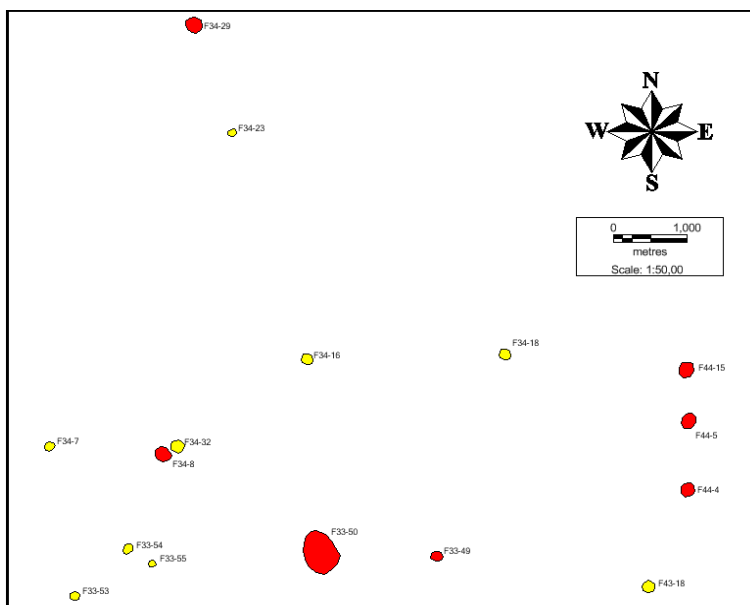 F34-29
N
F34-23
W E
S
0 1,000
metres
Scale: 1:50,00
F34-18
F34-16
F44-15
F44-5
F34-7
F34-32
F34-8
F44-4
F33-50
F33-54
F33-49
F33-55
F43-18
F33-53